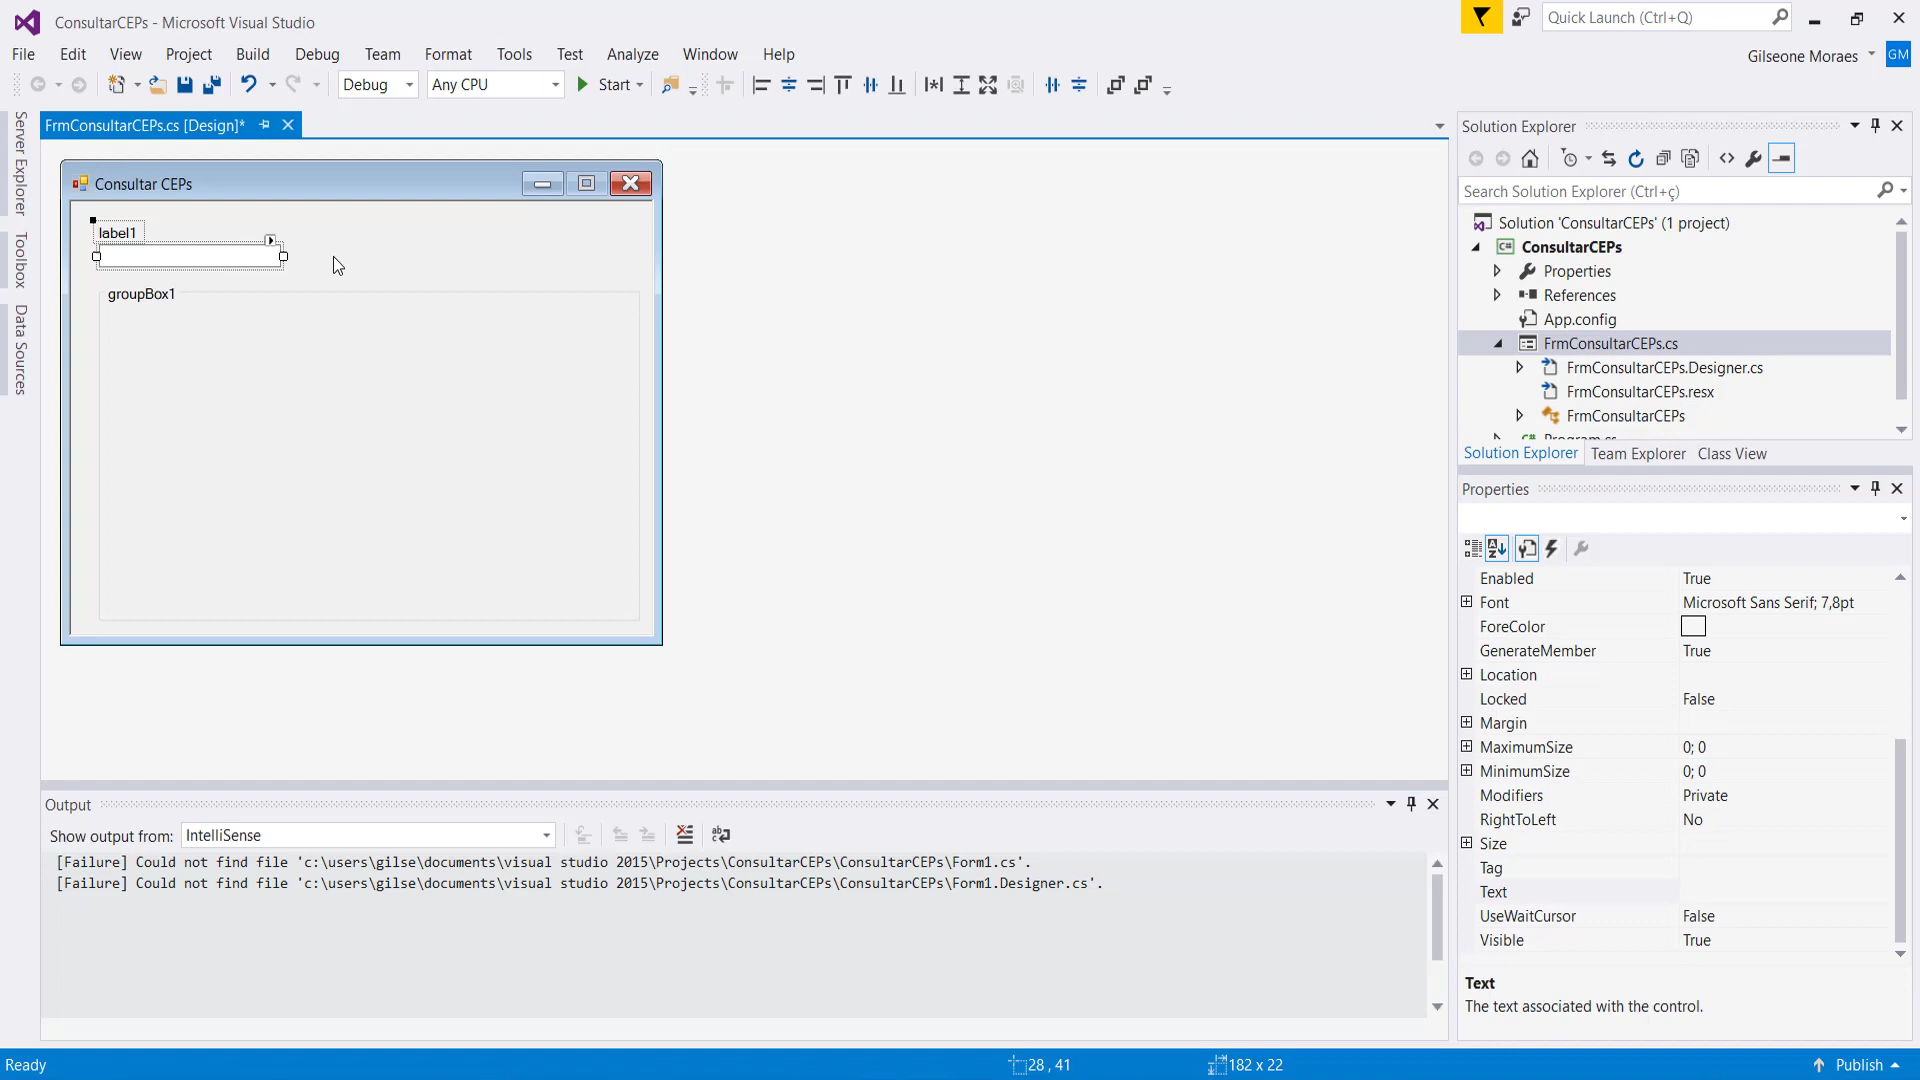 ConsultarCEPs - Microsoft Visual Studio
Quick Launch (Ctrl+Q)
File Edit View Project Build Debug Team Format Tools Test Analyze Window Help
Gilseone Moraes GM
Debug Any CPU Start
Server Explorer
Toolbox
Data Sources
FrmConsultarCEPs.cs [Design]*
Consultar CEPs
label1
groupBox1
Solution Explorer
Search Solution Explorer (Ctrl+ç)
Solution 'ConsultarCEPs' (1 project)
C# ConsultarCEPs
Properties
References
App.config
FrmConsultarCEPs.cs
FrmConsultarCEPs.Designer.cs
FrmConsultarCEPs.resx
FrmConsultarCEPs
C# Program.cs
Solution Explorer Team Explorer Class View
Properties
Enabled True
Font Microsoft Sans Serif; 7,8pt
ForeColor
GenerateMember True
Location
Locked False
Margin
MaximumSize 0; 0
MinimumSize 0; 0
Modifiers Private
RightToLeft No
Size
Tag
Text
UseWaitCursor False
Visible True
Text
The text associated with the control.
Output
Show output from: IntelliSense
[Failure] Could not find file 'c:\users\gilse\documents\visual studio 2015\Projects\ConsultarCEPs\ConsultarCEPs\Form1.cs'.
[Failure] Could not find file 'c:\users\gilse\documents\visual studio 2015\Projects\ConsultarCEPs\ConsultarCEPs\Form1.Designer.cs'.
Ready 28 , 41 182 x 22 Publish